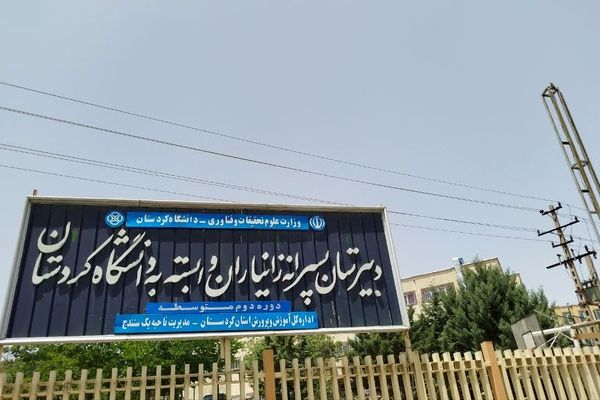 وزارت علوم تحقیقات و فناوری - دانشگاه کردستان
دبیرستان پسرانه زانیاران وابسته به دانشگاه کردستان
دوره دوم متوسطه
اداره کل آموزش و پرورش استان کردستان - مدیریت ناحیه یک سنندج